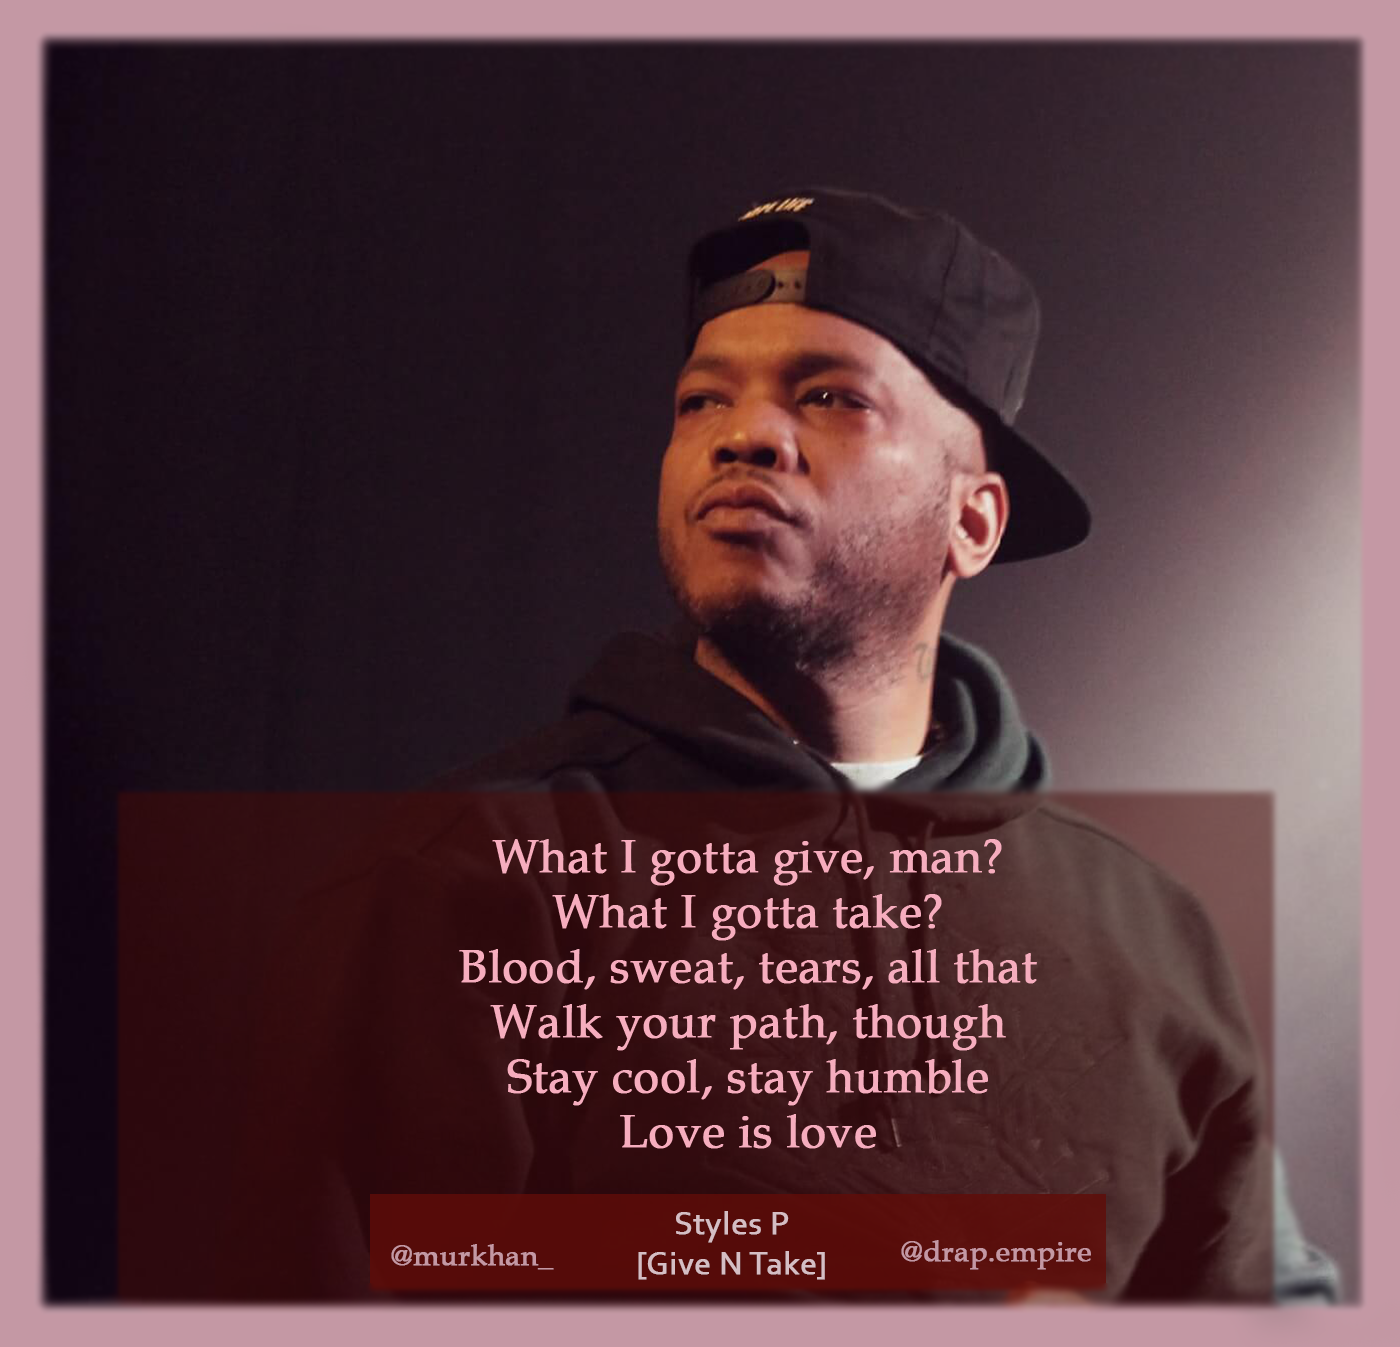 What I gotta give, man?
What I gotta take?
Blood, sweat, tears, all that
Walk your path, though
Stay cool, stay humble
Love is love
Styles P
[Give N Take]
@murkhan_
@drap.empire